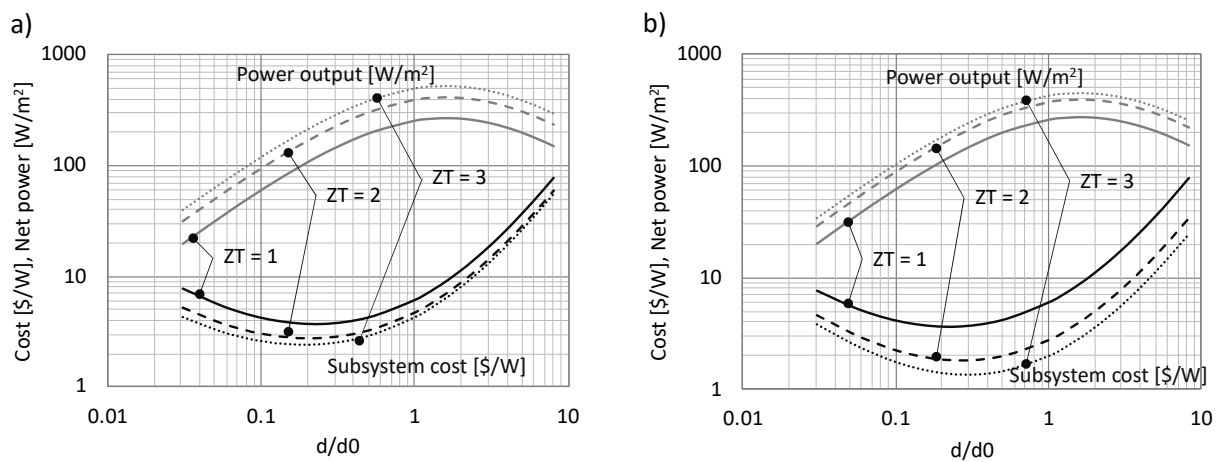 a)
1000
100
10
1
0.01
0.1
1
10
Cost [$/W], Net power [W/m²]
d/d0
Power output [W/m²]
ZT = 3
ZT = 2
ZT = 1
Subsystem cost [$/W]
b)
1000
100
10
1
0.01
0.1
1
10
Cost [$/W], Net power [W/m²]
d/d0
Power output [W/m²]
ZT = 3
ZT = 2
ZT = 1
Subsystem cost [$/W]